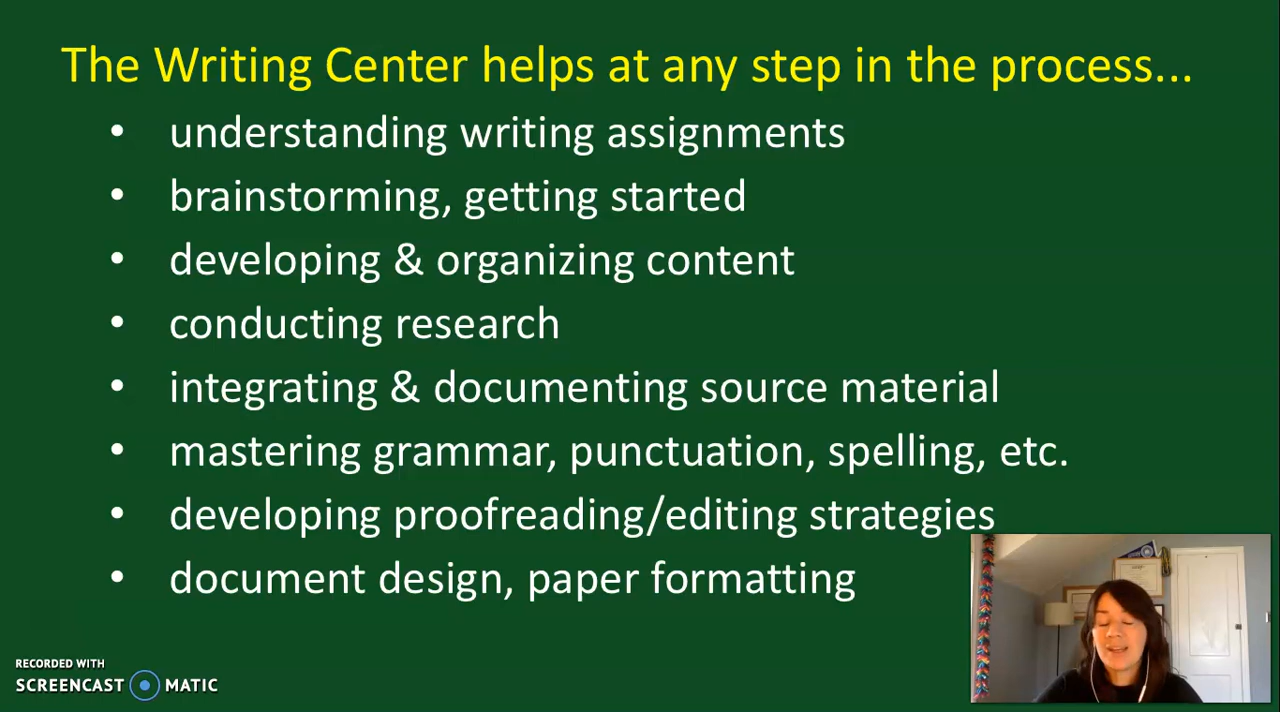 The Writing Center helps at any step in the process...
• understanding writing assignments
• brainstorming, getting started
• developing & organizing content
• conducting research
• integrating & documenting source material
• mastering grammar, punctuation, spelling, etc.
• developing proofreading/editing strategies
• document design, paper formatting
RECORDED WITH
SCREENCAST MATIC